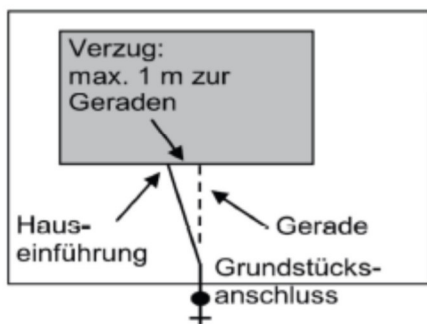 Verzug:
max. 1 m zur
Geraden
Haus-
einführung
Gerade
Grundstücks-
anschluss